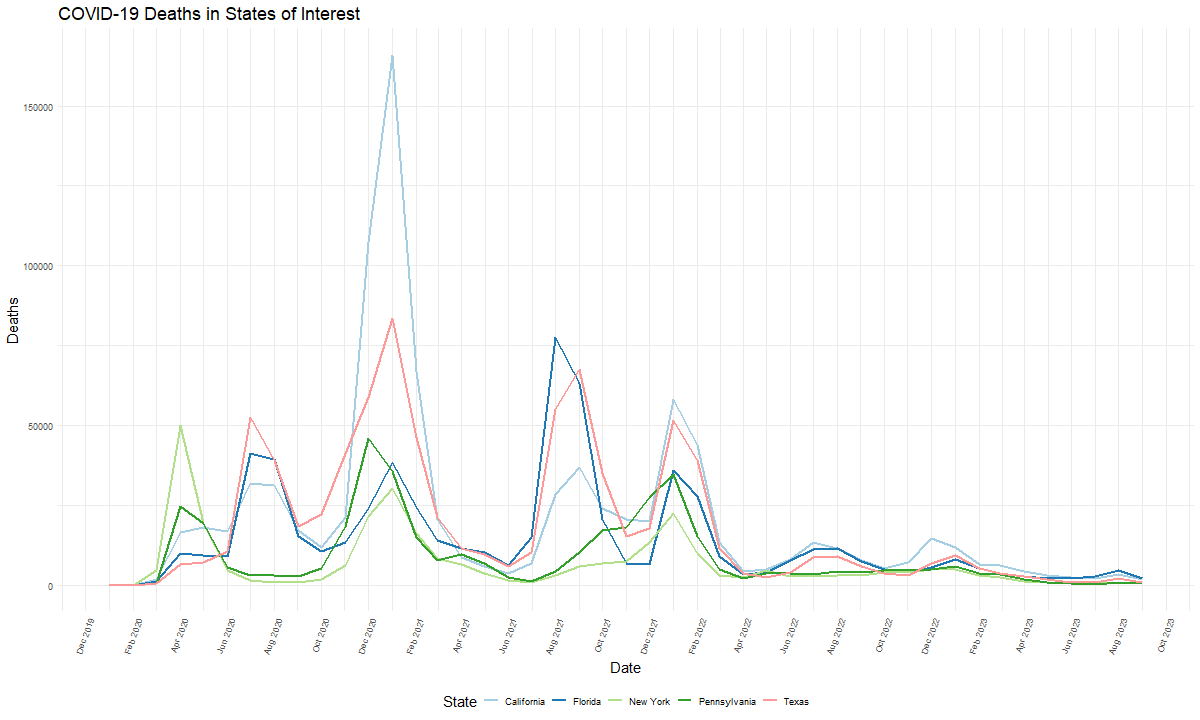 COVID-19 Deaths in States of Interest
Deaths
150000
100000
50000
0
Dec 2019
Feb 2020
Apr 2020
Jun 2020
Aug 2020
Oct 2020
Dec 2020
Feb 2021
Apr 2021
Jun 2021
Aug 2021
Oct 2021
Dec 2021
Feb 2022
Apr 2022
Jun 2022
Aug 2022
Oct 2022
Dec 2022
Feb 2023
Apr 2023
Jun 2023
Aug 2023
Oct 2023
Date
State California Florida New York Pennsylvania Texas